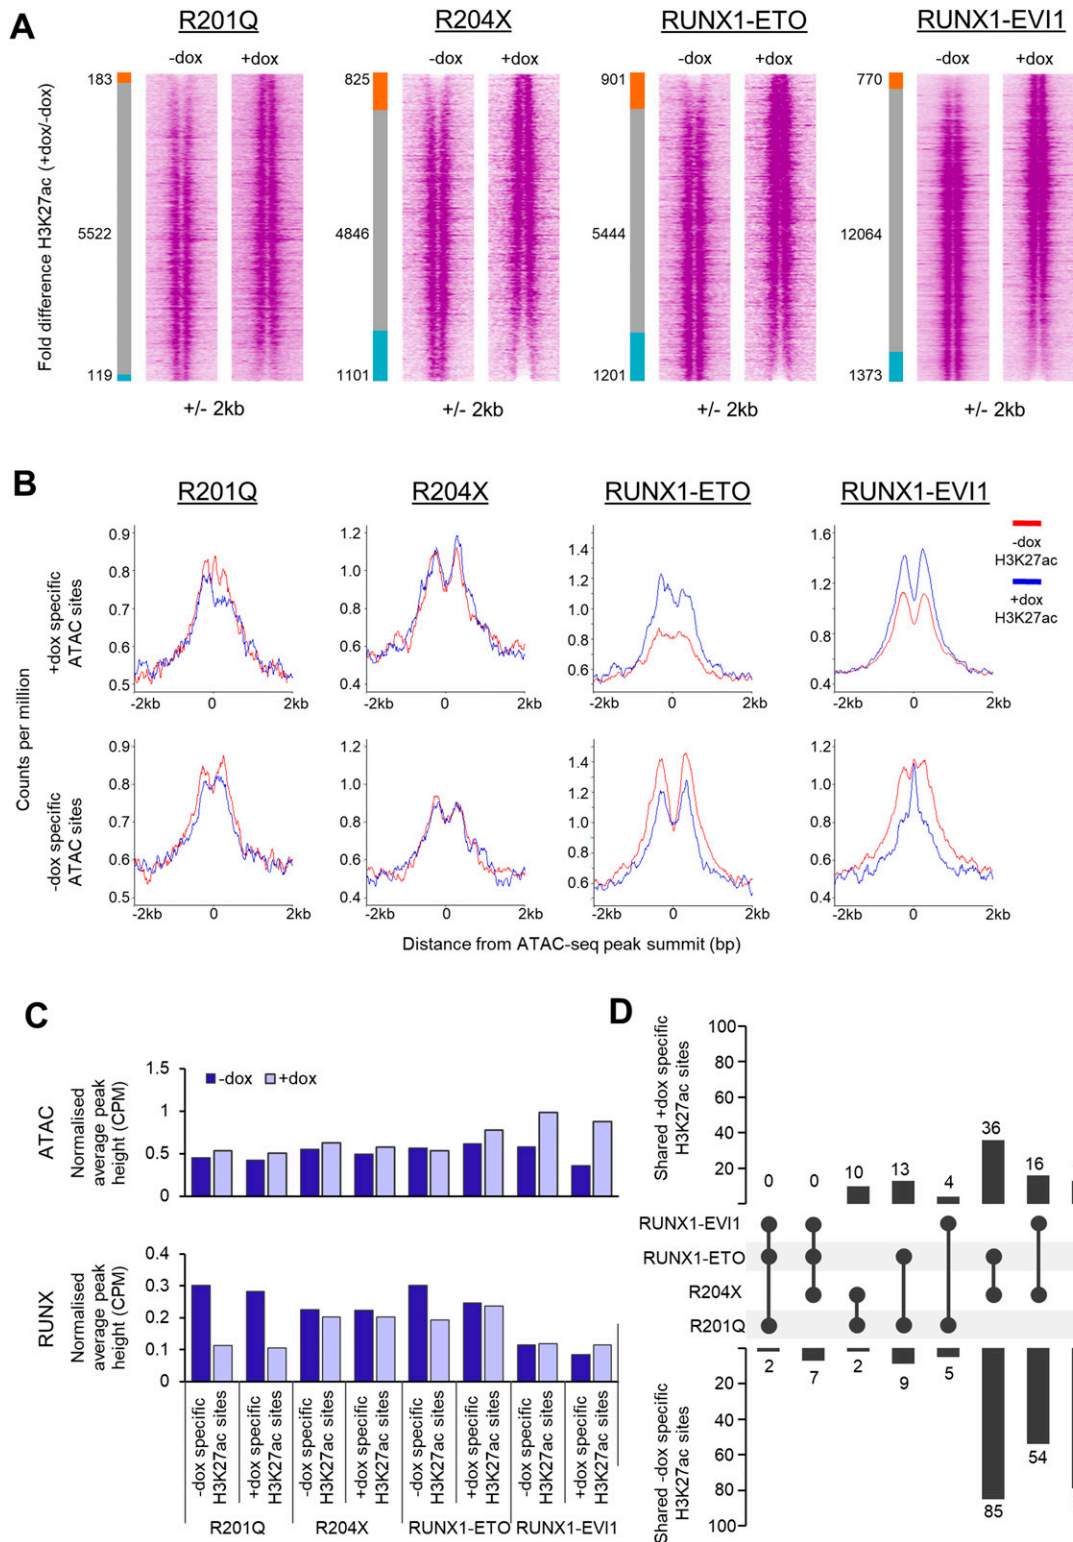 A
R201Q R204X RUNX1-ETO RUNX1-EVI1
-dox +dox -dox +dox -dox +dox -dox +dox
Fold difference H3K27ac (+dox/-dox)
183 825 901 770
5522 4846 5444 12064
119 1101 1201 1373
+/- 2kb +/- 2kb +/- 2kb +/- 2kb
B
R201Q R204X RUNX1-ETO RUNX1-EVI1
Counts per million
+dox specific
ATAC sites
0.9 1.2 1.4 1.6
0.8 1.0 1.2 1.2
0.7 0.8 1.0 0.8
0.6 0.6 0.8 0.4
0.5 0.4 0.6
-2kb 0 2kb -2kb 0 2kb -2kb 0 2kb -2kb 0 2kb
-dox
H3K27ac
+dox
H3K27ac
-dox specific
ATAC sites
0.9 1.2 1.4 1.2
0.8 1.0 1.2 1.0
0.7 0.8 1.0 0.8
0.6 0.6 0.8 0.6
0.5 0.4 0.6 0.4
-2kb 0 2kb -2kb 0 2kb -2kb 0 2kb -2kb 0 2kb
Distance from ATAC-seq peak summit (bp)
C
ATAC
Normalised
average peak
height (CPM)
1.5
1
0.5
0
-dox +dox
RUNX
Normalised
average peak
height (CPM)
0.4
0.3
0.2
0.1
0
-dox specific
H3K27ac sites
+dox specific
H3K27ac sites
-dox specific
H3K27ac sites
+dox specific
H3K27ac sites
-dox specific
H3K27ac sites
+dox specific
H3K27ac sites
-dox specific
H3K27ac sites
+dox specific
H3K27ac sites
R201Q R204X RUNX1-ETO RUNX1-EVI1
D
Shared +dox specific
H3K27ac sites
100
80
60
40
20
0 0 10 13 4 36 16
RUNX1-EVI1
RUNX1-ETO
R204X
R201Q
Shared -dox specific
H3K27ac sites
20
40
60
80
100
2 7 2 9 5 85 54